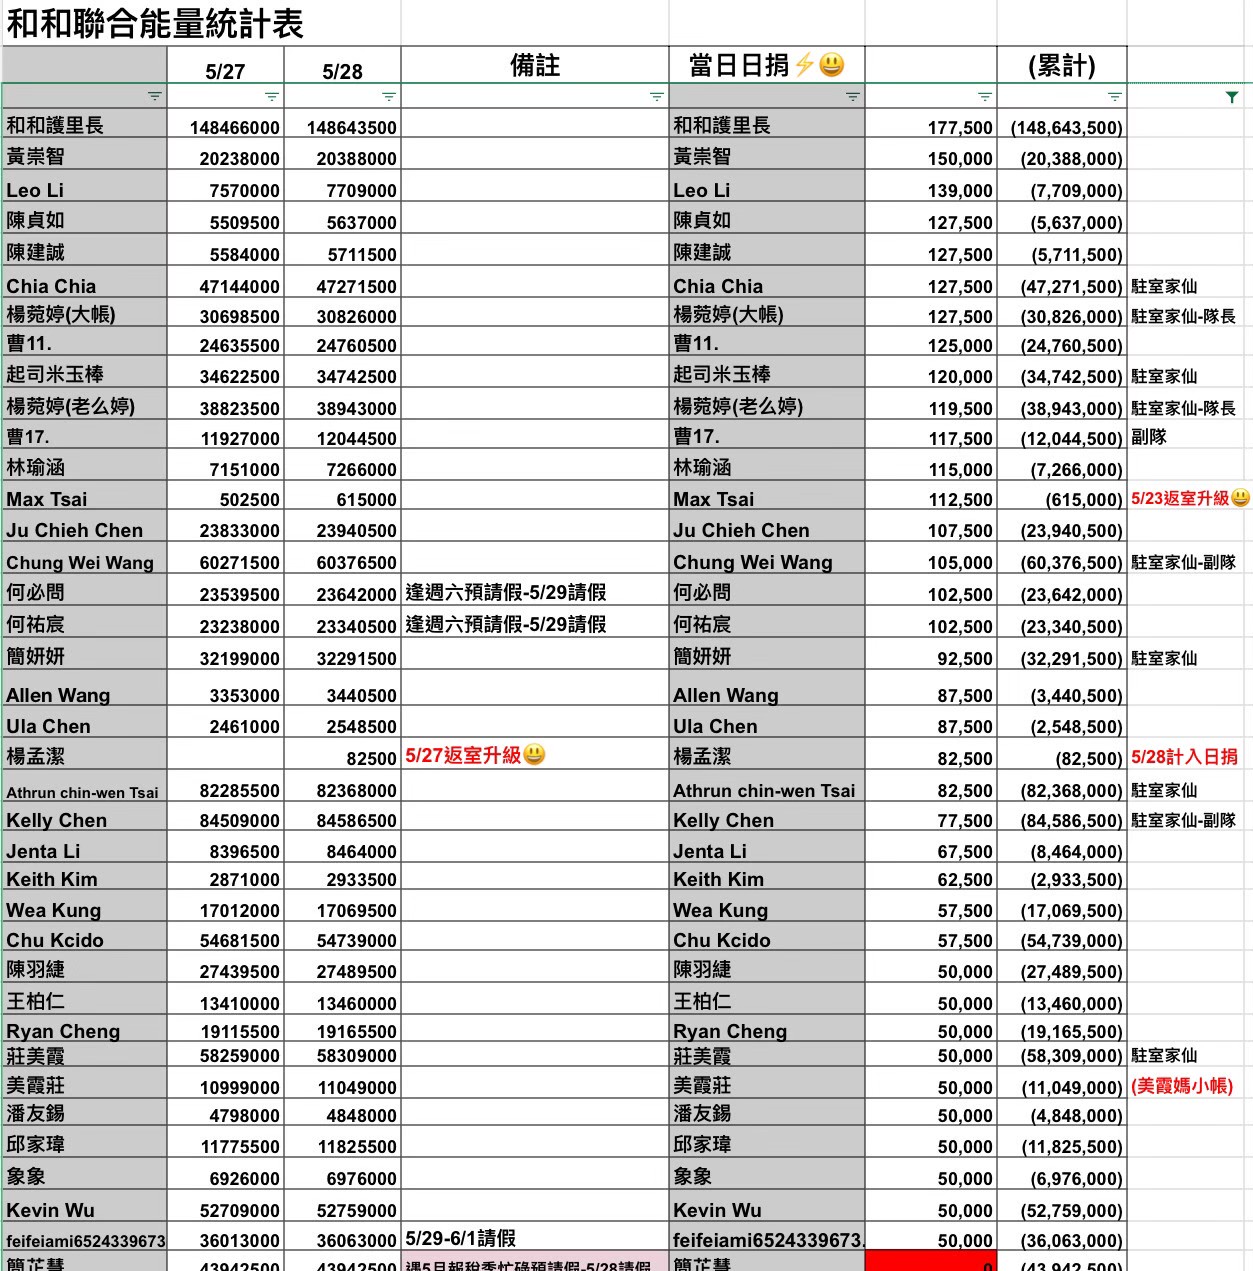 和和聯合能量統計表
5/27 5/28 備註 當日日捐⚡😃 (累計)
和和護里長 148466000 148643500 和和護里長 177,500 (148,643,500)
黃崇智 20238000 20388000 黃崇智 150,000 (20,388,000)
Leo Li 7570000 7709000 Leo Li 139,000 (7,709,000)
陳貞如 5509500 5637000 陳貞如 127,500 (5,637,000)
陳建誠 5584000 5711500 陳建誠 127,500 (5,711,500)
Chia Chia 47144000 47271500 Chia Chia 127,500 (47,271,500) 駐室家仙
楊菀婷(大帳) 30698500 30826000 楊菀婷(大帳) 127,500 (30,826,000) 駐室家仙-隊長
曹11. 24635500 24760500 曹11. 125,000 (24,760,500)
起司米玉棒 34622500 34742500 起司米玉棒 120,000 (34,742,500) 駐室家仙
楊菀婷(老么婷) 38823500 38943000 楊菀婷(老么婷) 119,500 (38,943,000) 駐室家仙-隊長
曹17. 11927000 12044500 曹17. 117,500 (12,044,500) 副隊
林瑜涵 7151000 7266000 林瑜涵 115,000 (7,266,000)
Max Tsai 502500 615000 Max Tsai 112,500 (615,000) 5/23返室升級😃
Ju Chieh Chen 23833000 23940500 Ju Chieh Chen 107,500 (23,940,500)
Chung Wei Wang 60271500 60376500 Chung Wei Wang 105,000 (60,376,500) 駐室家仙-副隊
何必問 23539500 23642000 逢週六預請假-5/29請假 何必問 102,500 (23,642,000)
何祐宸 23238000 23340500 逢週六預請假-5/29請假 何祐宸 102,500 (23,340,500)
簡妍妍 32199000 32291500 簡妍妍 92,500 (32,291,500) 駐室家仙
Allen Wang 3353000 3440500 Allen Wang 87,500 (3,440,500)
Ula Chen 2461000 2548500 Ula Chen 87,500 (2,548,500)
楊孟潔 82500 5/27返室升級😃 楊孟潔 82,500 (82,500) 5/28計入日捐
Athrun chin-wen Tsai 82285500 82368000 Athrun chin-wen Tsai 82,500 (82,368,000) 駐室家仙
Kelly Chen 84509000 84586500 Kelly Chen 77,500 (84,586,500) 駐室家仙-副隊
Jenta Li 8396500 8464000 Jenta Li 67,500 (8,464,000)
Keith Kim 2871000 2933500 Keith Kim 62,500 (2,933,500)
Wea Kung 17012000 17069500 Wea Kung 57,500 (17,069,500)
Chu Kcido 54681500 54739000 Chu Kcido 57,500 (54,739,000)
陳羽緁 27439500 27489500 陳羽緁 50,000 (27,489,500)
王柏仁 13410000 13460000 王柏仁 50,000 (13,460,000)
Ryan Cheng 19115500 19165500 Ryan Cheng 50,000 (19,165,500)
莊美霞 58259000 58309000 莊美霞 50,000 (58,309,000) 駐室家仙
美霞莊 10999000 11049000 美霞莊 50,000 (11,049,000) (美霞媽小帳)
潘友錫 4798000 4848000 潘友錫 50,000 (4,848,000)
邱家瑋 11775500 11825500 邱家瑋 50,000 (11,825,500)
象象 6926000 6976000 象象 50,000 (6,976,000)
Kevin Wu 52709000 52759000 Kevin Wu 50,000 (52,759,000)
feifeiami6524339673 36013000 36063000 5/29-6/1請假 feifeiami6524339673. 50,000 (36,063,000)
簡芷慧 43942500 43942500 遇5月報稅季忙碌預請假-5/28請假 簡芷慧 0 (43,942,500)